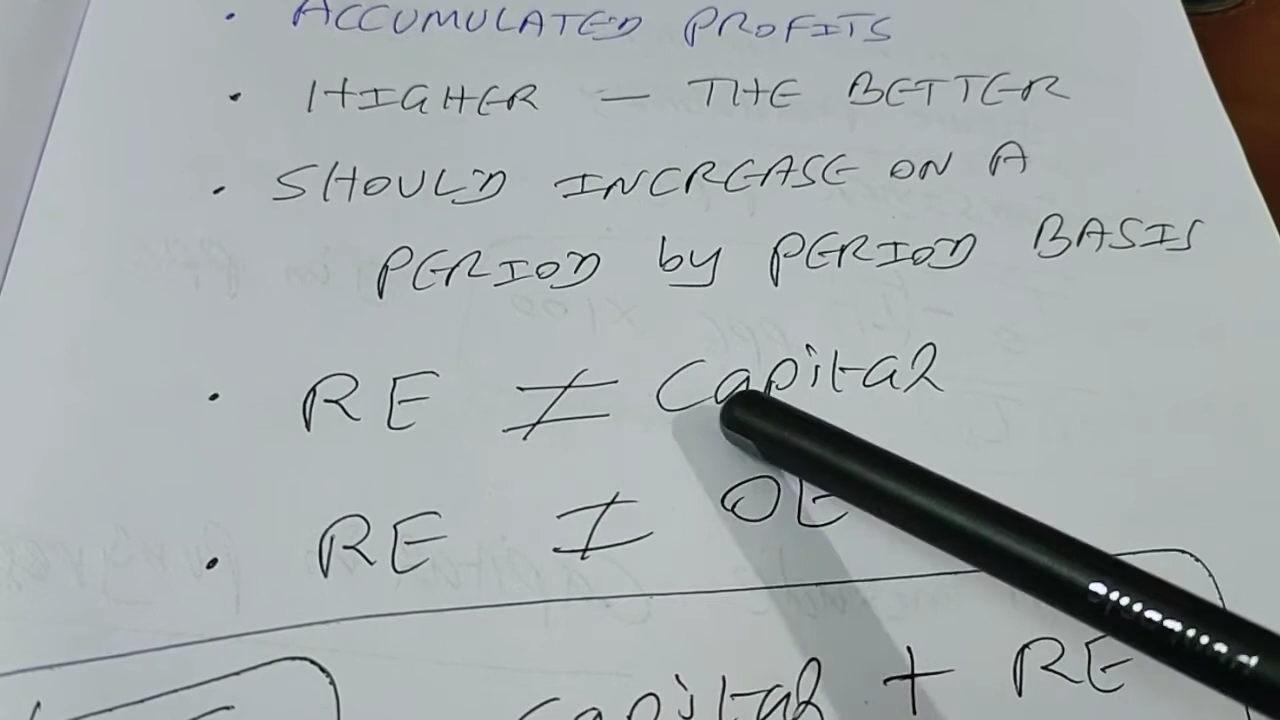 • ACCUMULATED PROFITS
• HIGHER — THE BETTER
• SHOULD INCREASE ON A
PERIOD by PERIOD BASIS
• RE ≠ Capital
• RE ≠ OE
Capital + RE